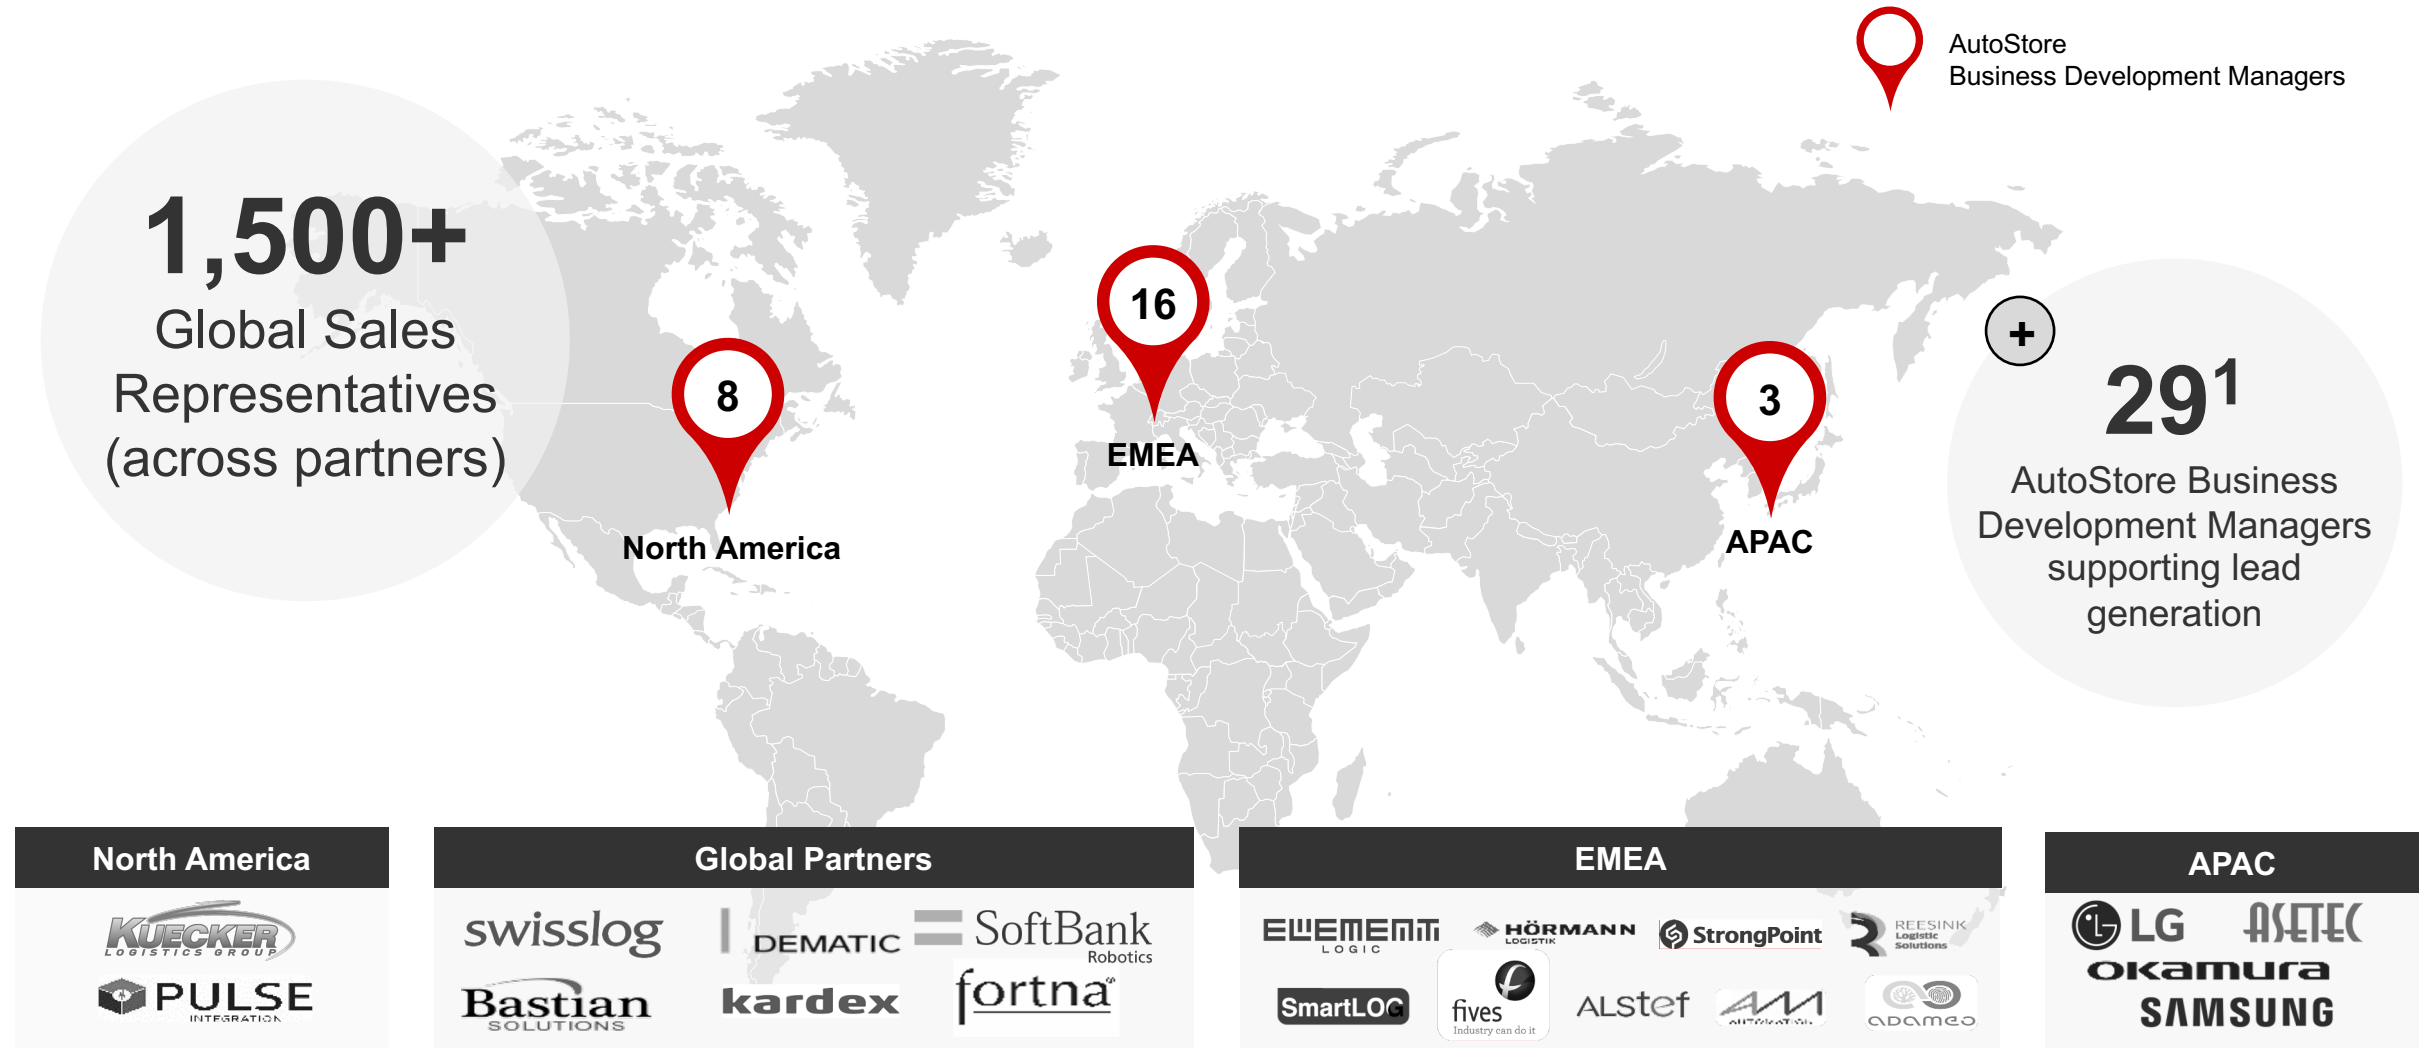 AutoStore
Business Development Managers
1,500+
Global Sales
Representatives
(across partners)
8
North America
16
EMEA
3
APAC
+
29¹
AutoStore Business
Development Managers
supporting lead
generation
North America
KUECKER
LOGISTICS GROUP
PULSE
INTEGRATION
Global Partners
swisslog
DEMATIC
SoftBank
Robotics
Bastian
SOLUTIONS
kardex
fortna
EMEA
ELEMENT
LOGIC
HÖRMANN
LOGISTIK
StrongPoint
REESINK
Logistic
Solutions
SmartLOG
fives
Industry can do it
ALstef
AM
AUTOMATION
aDameo
APAC
LG
ASETEC
okamura
SAMSUNG